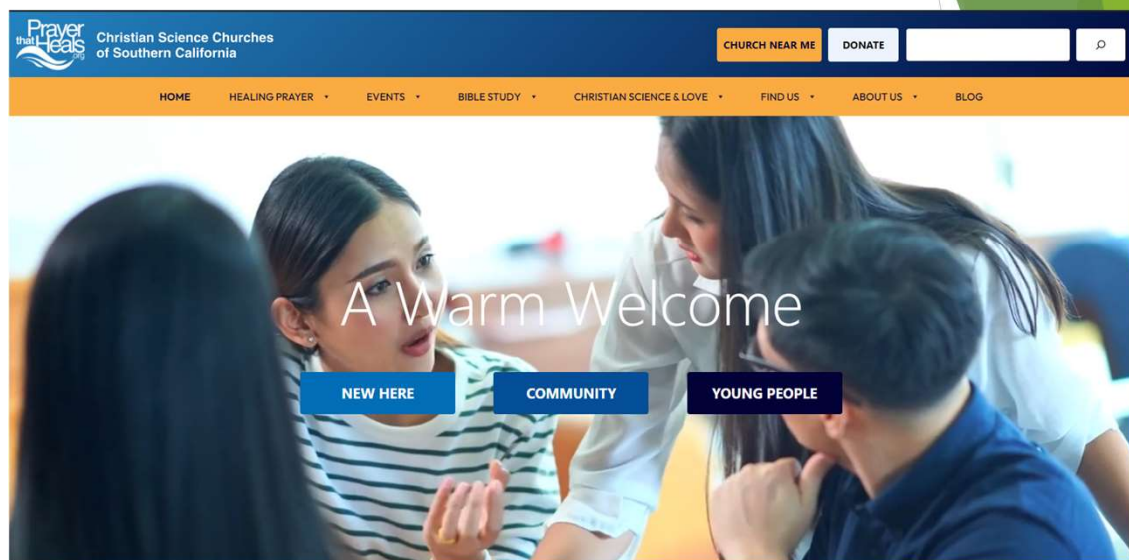 Prayer
that Heals
.org
Christian Science Churches
of Southern California
CHURCH NEAR ME
DONATE
HOME
HEALING PRAYER
EVENTS
BIBLE STUDY
CHRISTIAN SCIENCE & LOVE
FIND US
ABOUT US
BLOG
A Warm Welcome
NEW HERE
COMMUNITY
YOUNG PEOPLE